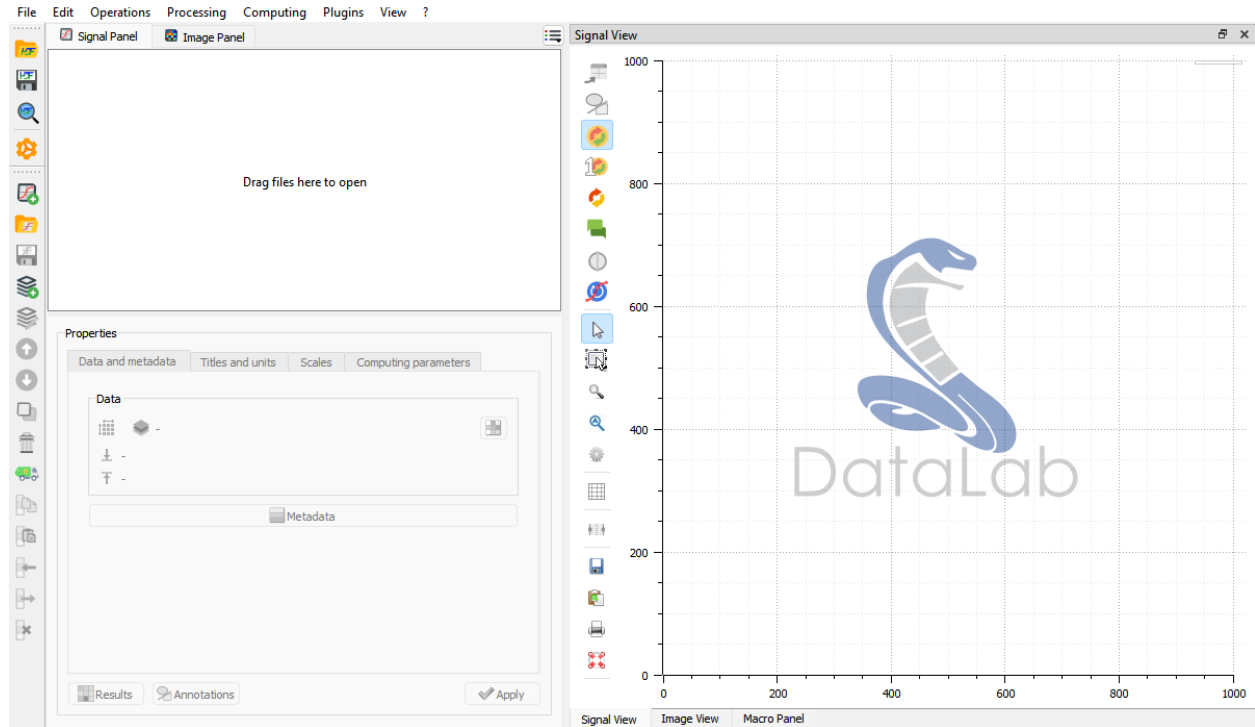 File Edit Operations Processing Computing Plugins View ?
Signal Panel Image Panel
Drag files here to open
Properties
Data and metadata Titles and units Scales Computing parameters
Data
-
-
-
Metadata
Results Annotations Apply
Signal View
1000
800
600
400
200
0
0 200 400 600 800 1000
DataLab
Signal View Image View Macro Panel